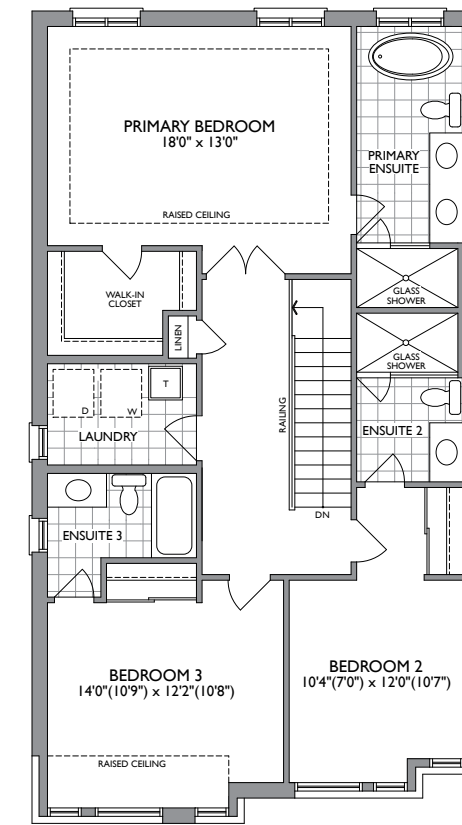 PRIMARY BEDROOM
18'0" x 13'0"
RAISED CEILING
PRIMARY
ENSUITE
WALK-IN
CLOSET
LINEN
GLASS
SHOWER
GLASS
SHOWER
D
W
T
LAUNDRY
RAILING
ENSUITE 2
DN
ENSUITE 3
BEDROOM 3
14'0"(10'9") x 12'2"(10'8")
BEDROOM 2
10'4"(7'0") x 12'0"(10'7")
RAISED CEILING